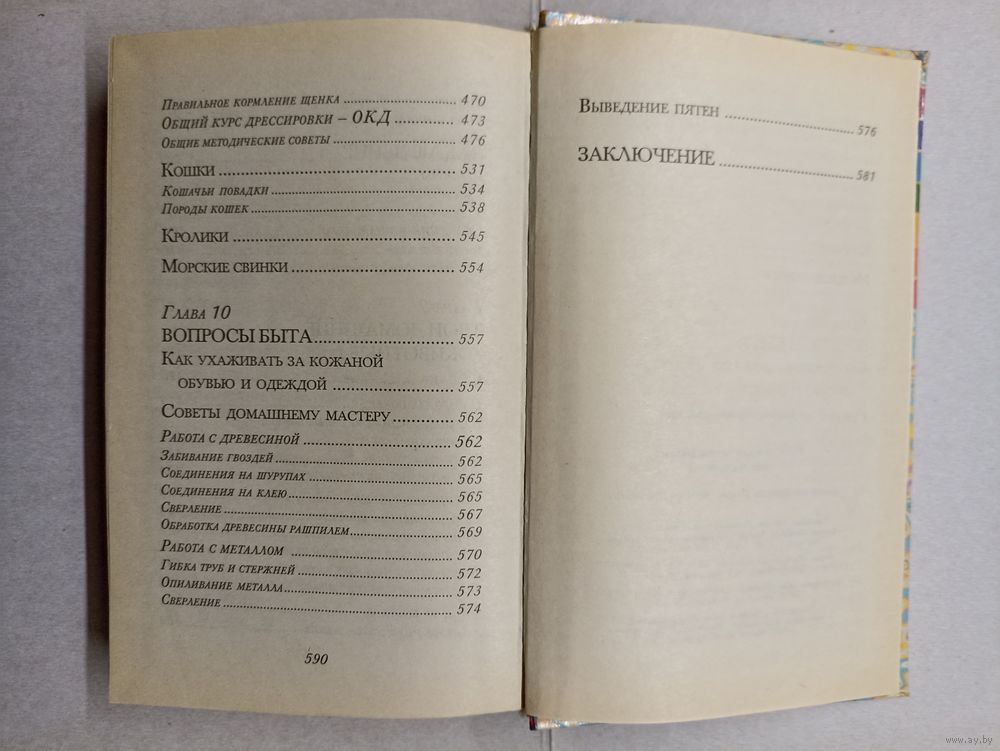 Правильное кормление щенка 470
Общий курс дрессировки – ОКД 473
Общие методические советы 476
Кошки 531
Кошачьи повадки 534
Породы кошек 538
Кролики 545
Морские свинки 554
Глава 10
ВОПРОСЫ БЫТА 557
Как ухаживать за кожаной
обувью и одеждой 557
Советы домашнему мастеру 562
Работа с древесиной 562
Забивание гвоздей 562
Соединения на шурупах 565
Соединения на клею 565
Сверление 567
Обработка древесины рашпилем 569
Работа с металлом 570
Гибка труб и стержней 572
Опиливание металла 573
Сверление 574
590
Выведение пятен 576
ЗАКЛЮЧЕНИЕ 581
www.ay.by